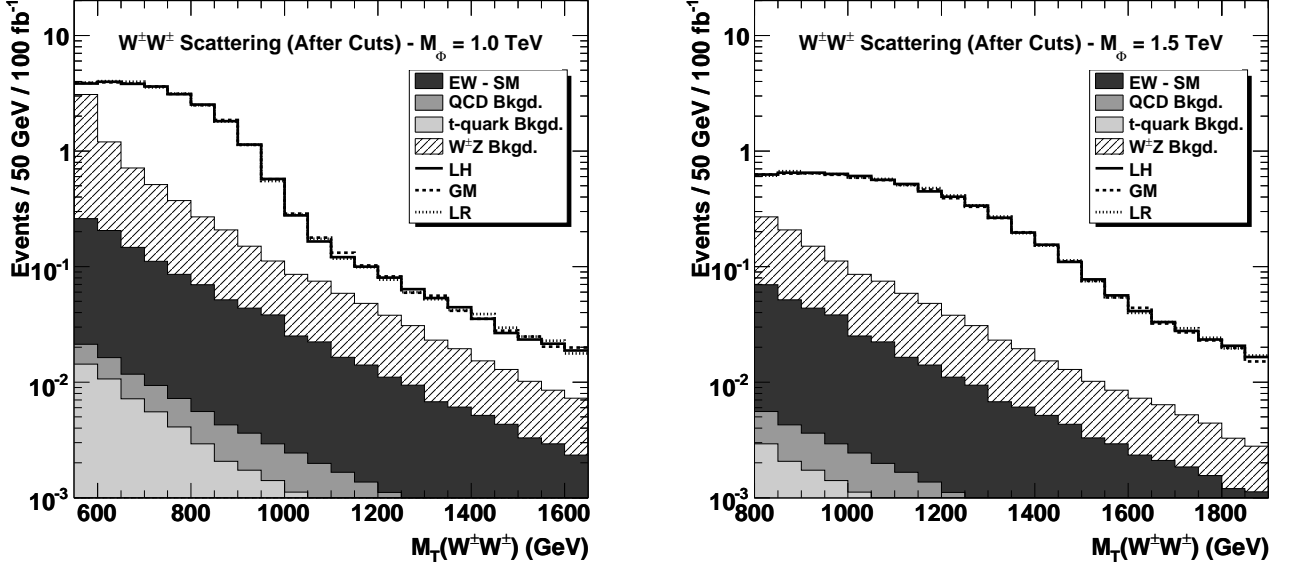 W±W± Scattering (After Cuts) - MΦ = 1.0 TeV
EW - SM
QCD Bkgd.
t-quark Bkgd.
W±Z Bkgd.
LH
GM
LR
Events / 50 GeV / 100 fb-1
10
1
10-1
10-2
10-3
600 800 1000 1200 1400 1600
MT(W±W±) (GeV)
W±W± Scattering (After Cuts) - MΦ = 1.5 TeV
EW - SM
QCD Bkgd.
t-quark Bkgd.
W±Z Bkgd.
LH
GM
LR
Events / 50 GeV / 100 fb-1
10
1
10-1
10-2
10-3
800 1000 1200 1400 1600 1800
MT(W±W±) (GeV)